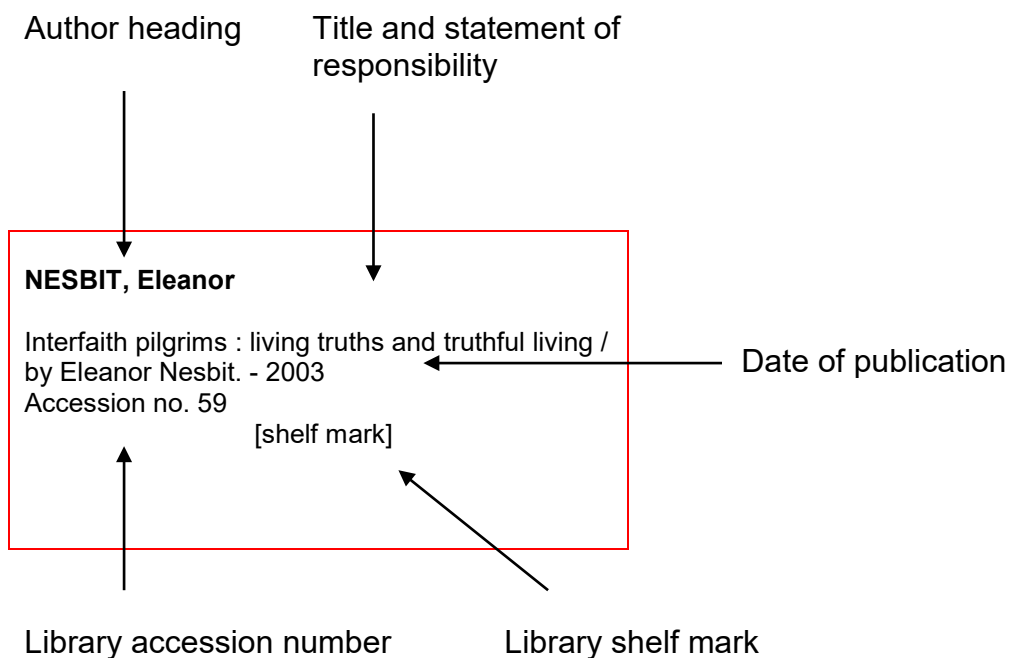 Author heading
Title and statement of
responsibility
NESBIT, Eleanor
Interfaith pilgrims : living truths and truthful living /
by Eleanor Nesbit. - 2003
Accession no. 59
[shelf mark]
Date of publication
Library accession number
Library shelf mark